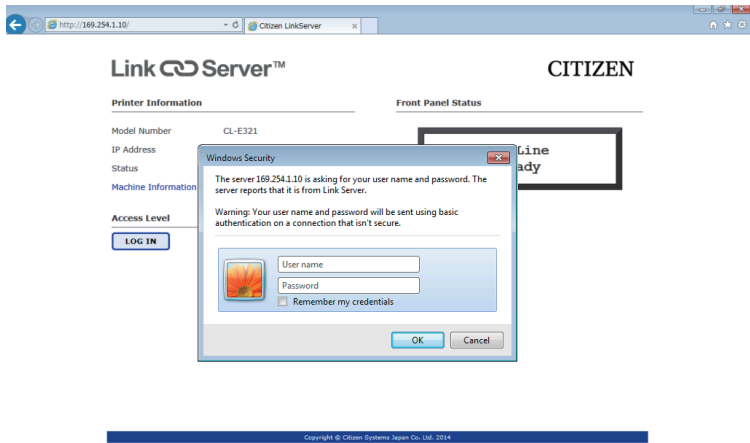 http://169.254.1.10/
Citizen LinkServer
Link Server™
CITIZEN
Printer Information
Front Panel Status
Model Number CL-E321
IP Address
Status
Machine Information
Line
ady
Access Level
LOG IN
Windows Security
The server 169.254.1.10 is asking for your user name and password. The
server reports that it is from Link Server.
Warning: Your user name and password will be sent using basic
authentication on a connection that isn't secure.
User name
Password
Remember my credentials
OK Cancel
Copyright © Citizen Systems Japan Co. Ltd. 2014